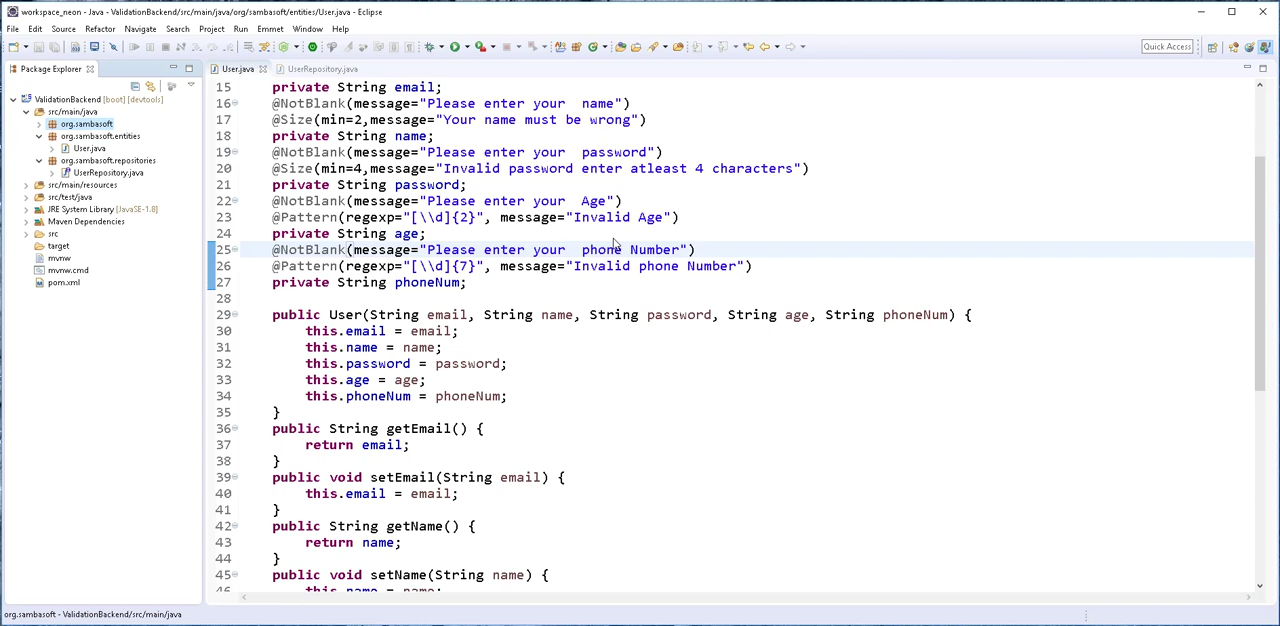 workspace_neon - Java - ValidationBackend/src/main/java/org/sambasoft/entities/User.java - Eclipse
File Edit Source Refactor Navigate Search Project Run Emmet Window Help
Quick Access
Package Explorer
User.java
UserRepository.java
ValidationBackend [boot] [devtools]
src/main/java
org.sambasoft
org.sambasoft.entities
User.java
org.sambasoft.repositories
UserRepository.java
src/main/resources
src/test/java
JRE System Library [JavaSE-1.8]
Maven Dependencies
src
target
mvnw
mvnw.cmd
pom.xml
15 private String email;
16 @NotBlank(message="Please enter your  name")
17 @Size(min=2,message="Your name must be wrong")
18 private String name;
19 @NotBlank(message="Please enter your  password")
20 @Size(min=4,message="Invalid password enter atleast 4 characters")
21 private String password;
22 @NotBlank(message="Please enter your  Age")
23 @Pattern(regexp="[\\d]{2}", message="Invalid Age")
24 private String age;
25 @NotBlank(message="Please enter your  phone Number")
26 @Pattern(regexp="[\\d]{7}", message="Invalid phone Number")
27 private String phoneNum;
28
29 public User(String email, String name, String password, String age, String phoneNum) {
30 this.email = email;
31 this.name = name;
32 this.password = password;
33 this.age = age;
34 this.phoneNum = phoneNum;
35 }
36 public String getEmail() {
37 return email;
38 }
39 public void setEmail(String email) {
40 this.email = email;
41 }
42 public String getName() {
43 return name;
44 }
45 public void setName(String name) {
46 this.name = name;
org.sambasoft - ValidationBackend/src/main/java